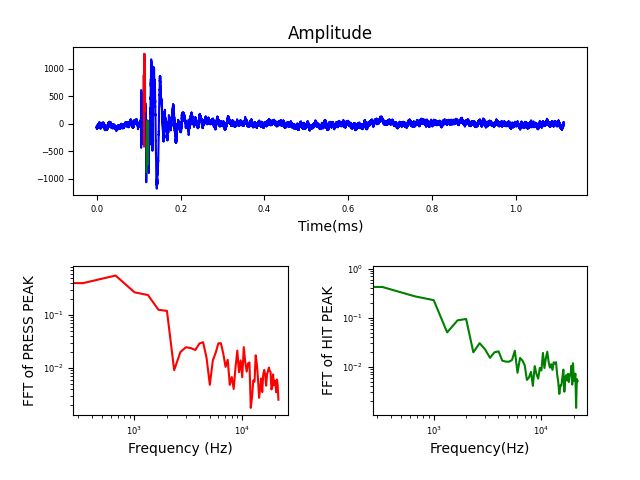 Amplitude
1000
500
0
−500
−1000
0.0 0.2 0.4 0.6 0.8 1.0
Time(ms)
FFT of PRESS PEAK
10⁻¹
10⁻²
10³ 10⁴
Frequency (Hz)
FFT of HIT PEAK
10⁰
10⁻¹
10⁻²
10³ 10⁴
Frequency(Hz)